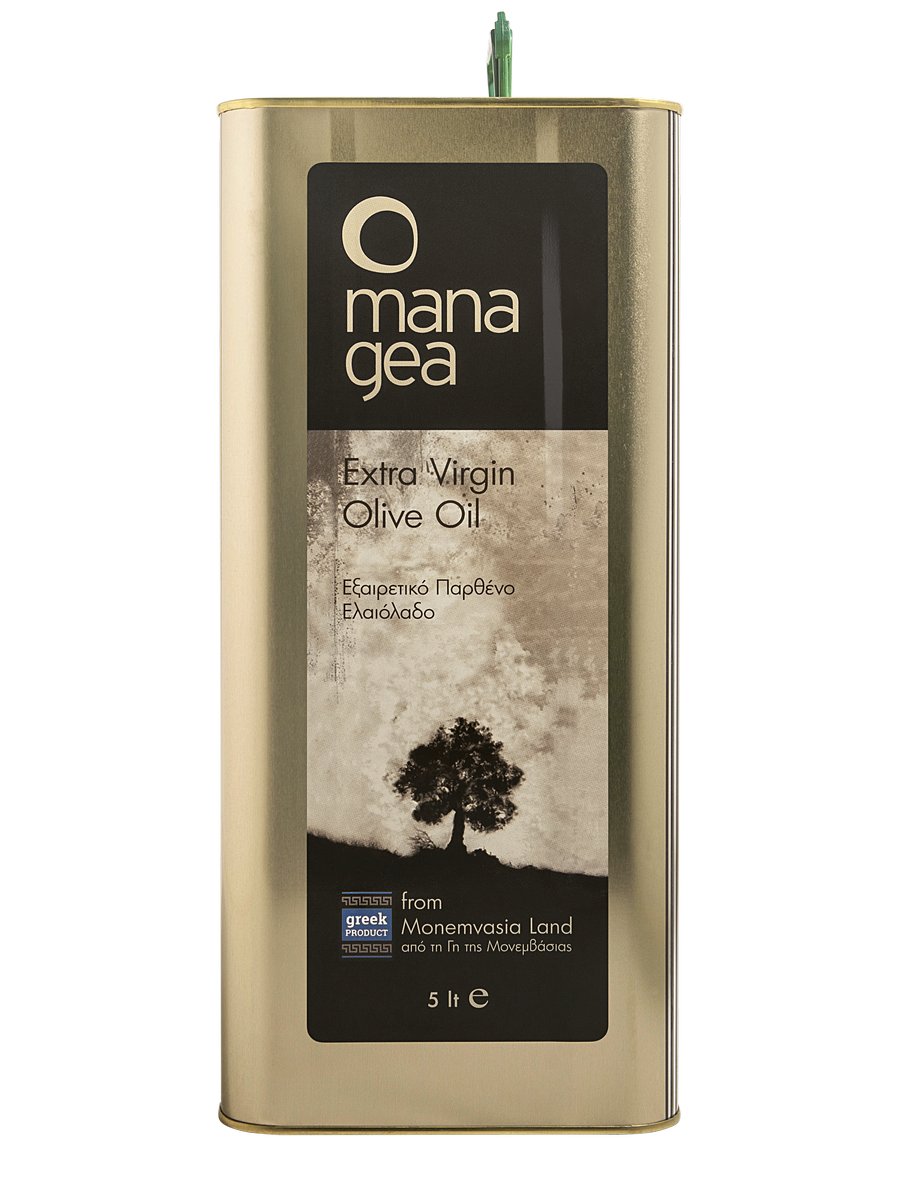 mana
gea
Extra Virgin
Olive Oil
Εξαιρετικό Παρθένο
Ελαιόλαδο
greek
PRODUCT
from
Monemvasia Land
από τη Γη της Μονεμβάσιας
5 lt e